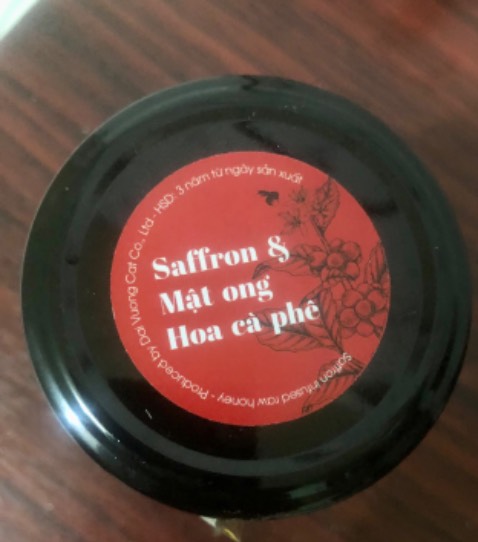 Saffron &
Mật ong
Hoa cà phê
Saffron infused raw honey - Produced by Dai Vuong Cat Co., Ltd - HSD: 3 năm từ ngày sản xuất